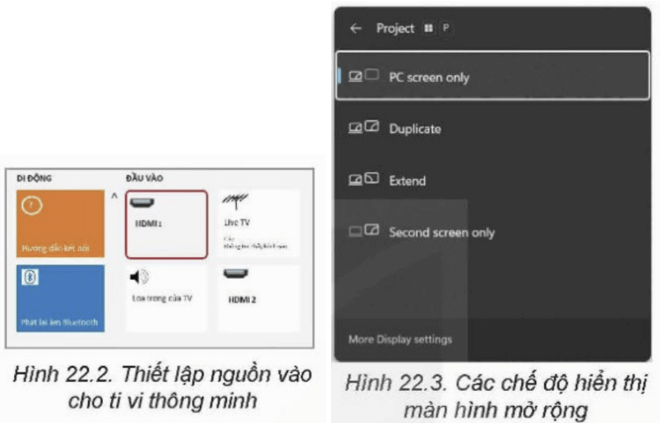 DI ĐỘNG
ĐẦU VÀO
Hướng dẫn kết nối
HDMI 1
Live TV
Phát lại âm Bluetooth
Loa trong của TV
HDMI 2
Hình 22.2. Thiết lập nguồn vào
cho ti vi thông minh
← Project P
PC screen only
Duplicate
Extend
Second screen only
More Display settings
Hình 22.3. Các chế độ hiển thị
màn hình mở rộng